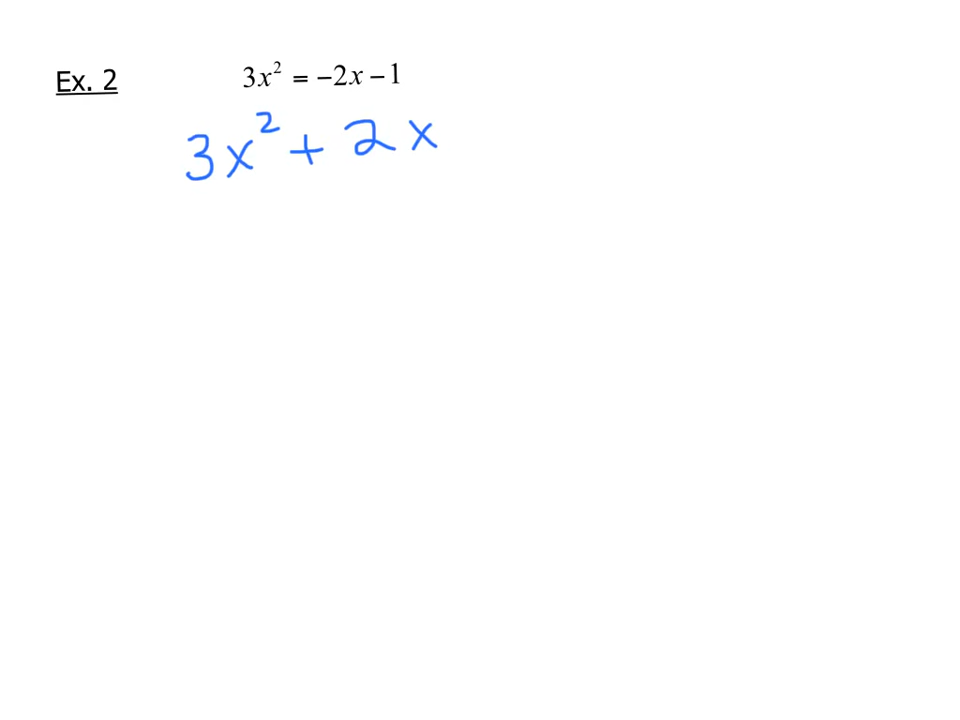 Ex. 2 3x² = −2x − 1
3x² + 2x